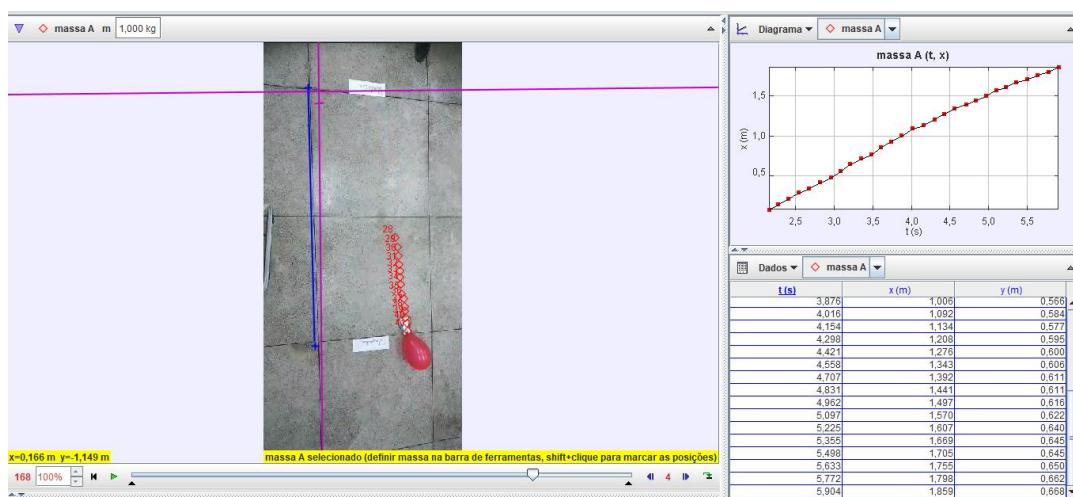 massa A m 1,000 kg
Diagrama massa A
massa A (t, x)
x (m)
1,5
1,0
0,5
2,5 3,0 3,5 4,0 4,5 5,0 5,5
t (s)
28
29
30
31
Dados massa A
t (s) x (m) y (m)
3,876 1,006 0,566
4,016 1,092 0,584
4,154 1,134 0,577
4,298 1,208 0,595
4,421 1,276 0,600
4,558 1,343 0,606
4,707 1,392 0,611
4,831 1,441 0,611
4,962 1,497 0,616
5,097 1,570 0,622
5,225 1,607 0,640
5,355 1,669 0,645
5,498 1,705 0,645
5,633 1,755 0,650
5,772 1,798 0,662
5,904 1,859 0,668
x=0,166 m y=-1,149 m
massa A selecionado (definir massa na barra de ferramentas, shift+clique para marcar as posições)
168 100% 4